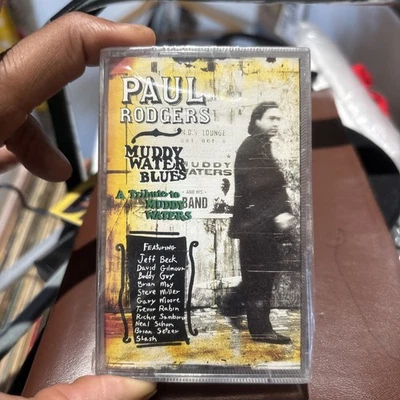 PAUL
RODGERS
MUDDY
WATER
BLUES
A Tribute to
MUDDY
WATERS
LOUNGE
MUDDY
WATERS
AND HIS
BAND
FEATURING
Jeff Beck
David Gilmour
Buddy Guy
Brian May
Steve Miller
Gary Moore
Trevor Rabin
Richie Sambora
Neal Schon
Brian Setzer
Slash